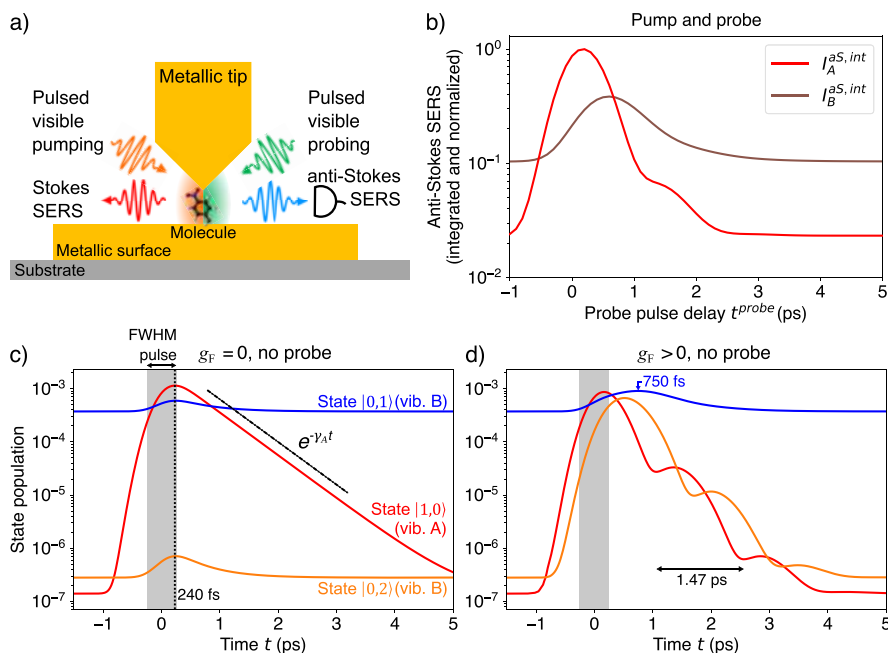 a)
Metallic tip
Pulsed
visible
pumping
Pulsed
visible
probing
Stokes
SERS
anti-Stokes
SERS
Molecule
Metallic surface
Substrate
b)
Pump and probe
Anti-Stokes SERS
(integrated and normalized)
10⁰
10⁻¹
10⁻²
I_A^{aS, int}
I_B^{aS, int}
-1 0 1 2 3 4 5
Probe pulse delay t^{probe} (ps)
c)
FWHM
pulse
g_F = 0, no probe
State population
10⁻³
10⁻⁴
10⁻⁵
10⁻⁶
10⁻⁷
State |0,1⟩ (vib. B)
e^{-γ_A t}
State |1,0⟩
(vib. A)
State |0,2⟩ (vib. B)
240 fs
−1 0 1 2 3 4 5
Time t (ps)
d)
g_F > 0, no probe
10⁻³
10⁻⁴
10⁻⁵
10⁻⁶
10⁻⁷
750 fs
1.47 ps
−1 0 1 2 3 4 5
Time t (ps)